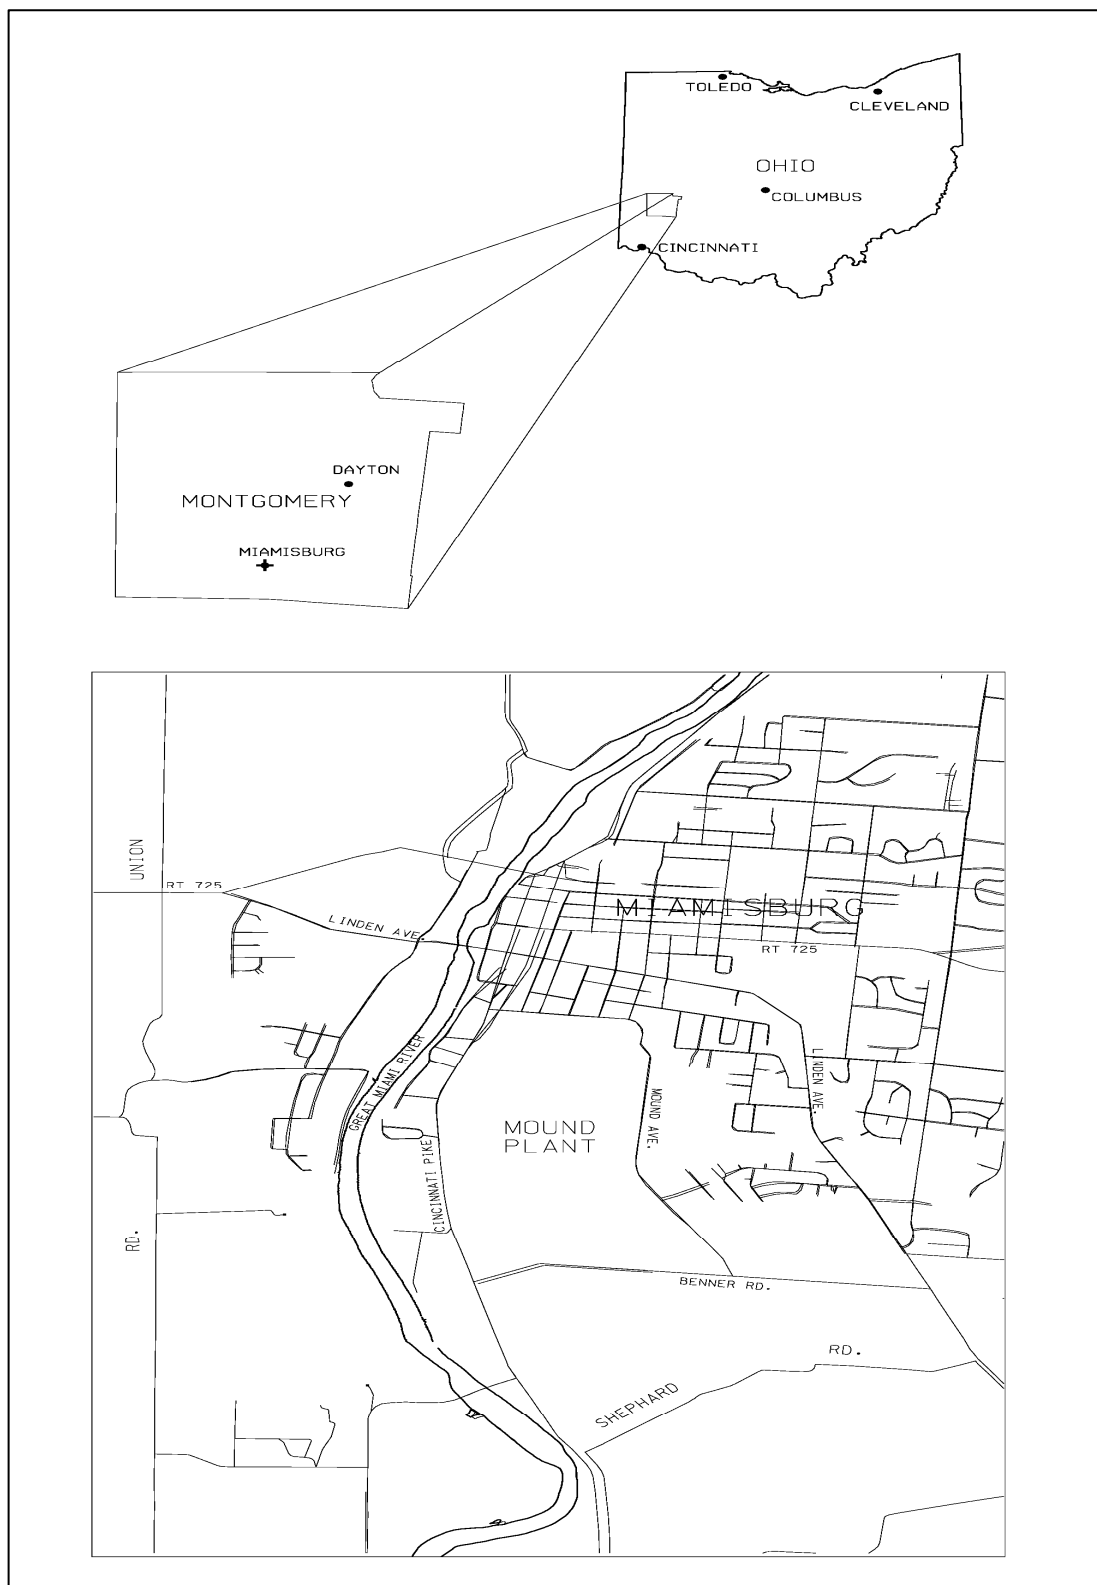 TOLEDO
CLEVELAND
OHIO
COLUMBUS
CINCINNATI
DAYTON
MONTGOMERY
MIAMISBURG
UNION
RT 725
LINDEN AVE.
MIAMISBURG
RT 725
GREAT MIAMI RIVER
LINDEN AVE.
MOUND AVE.
MOUND
PLANT
CINCINNATI PIKE
RD.
BENNER RD.
RD.
SHEPHARD